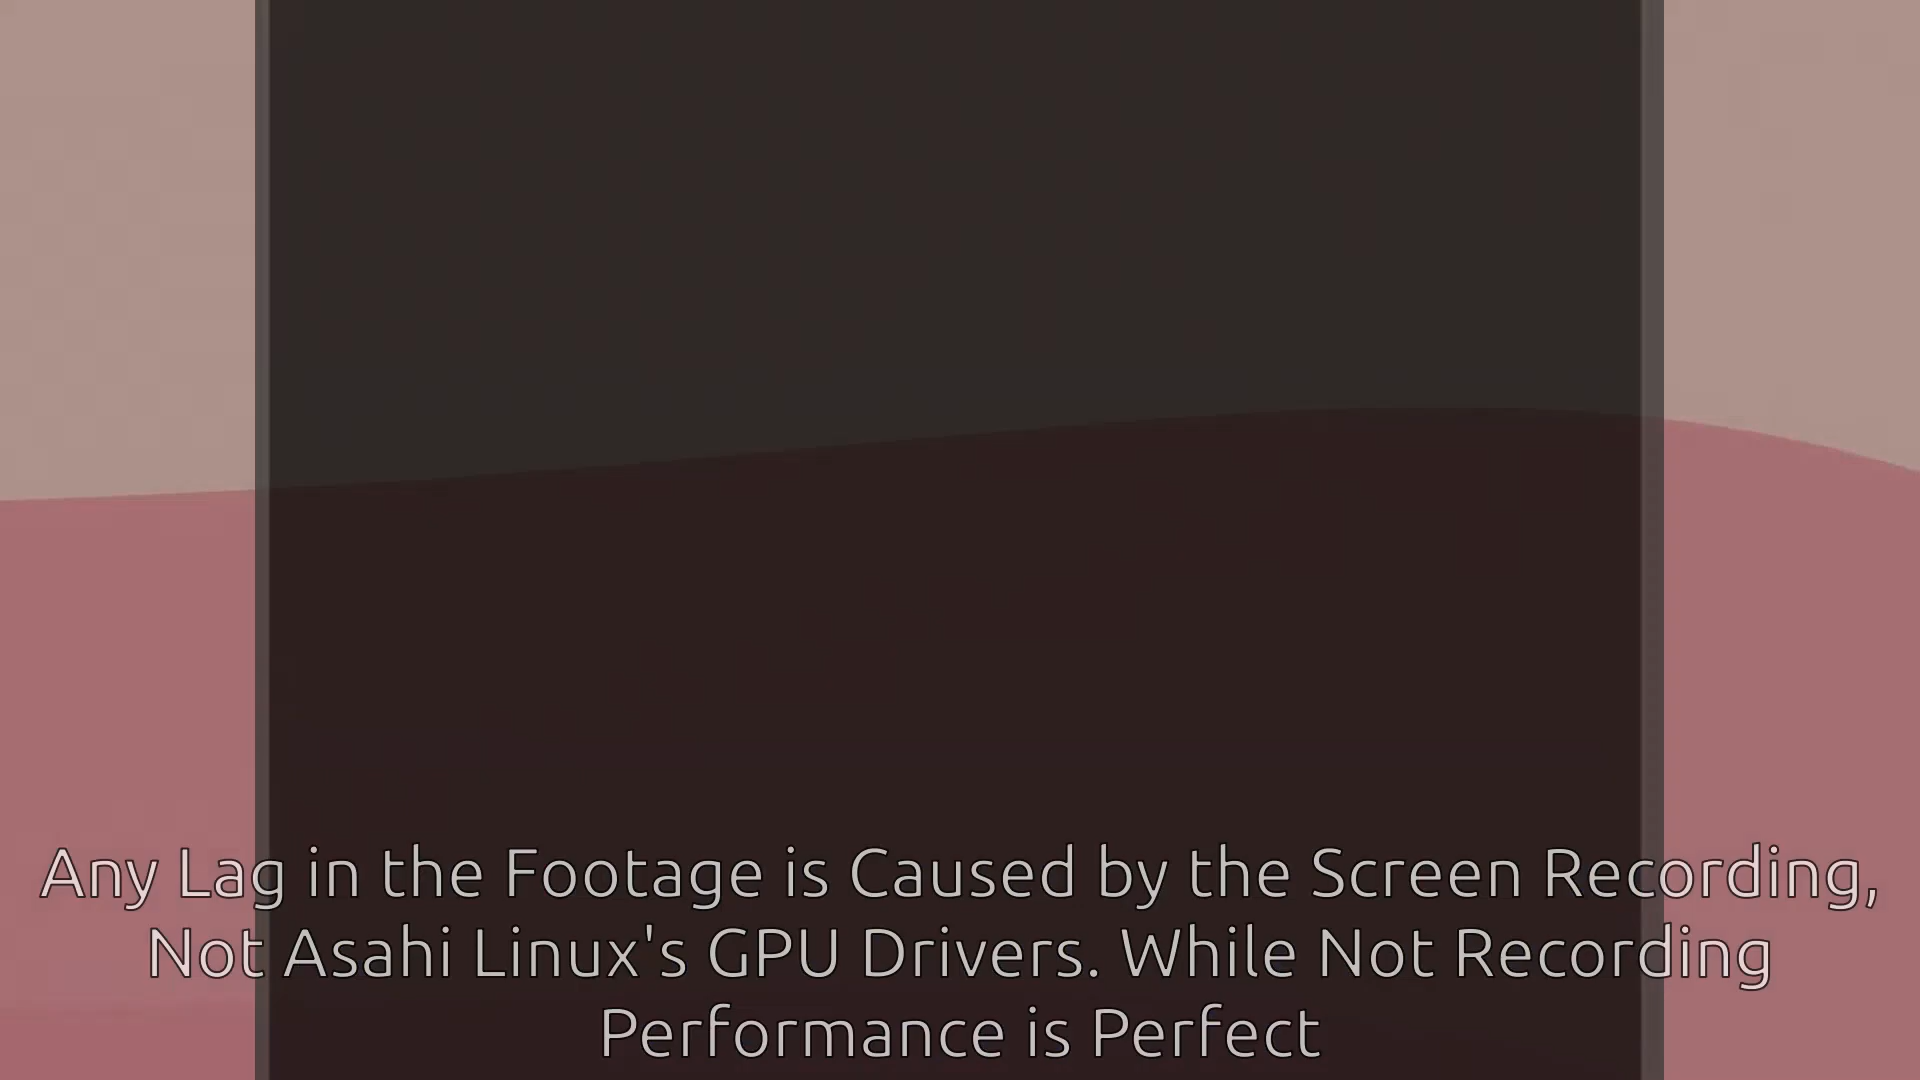 Any Lag in the Footage is Caused by the Screen Recording,
Not Asahi Linux's GPU Drivers. While Not Recording
Performance is Perfect